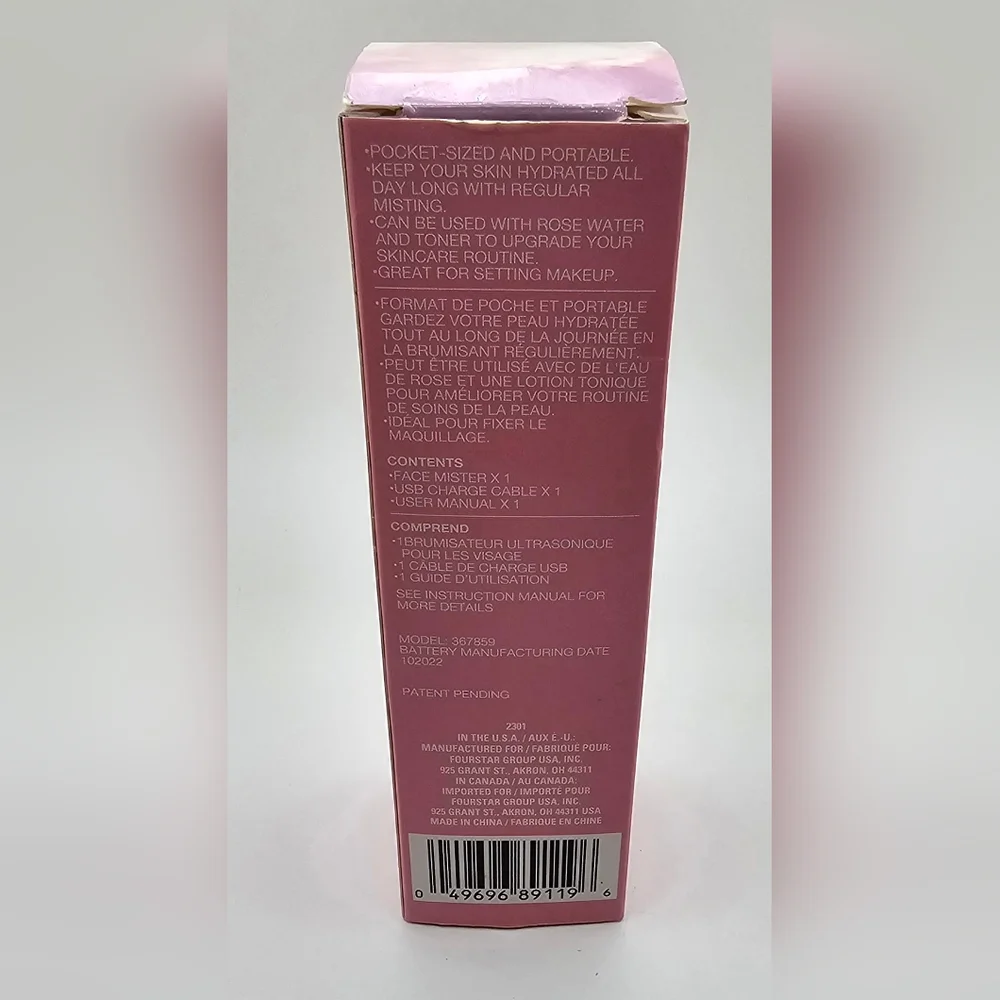 •POCKET-SIZED AND PORTABLE.
•KEEP YOUR SKIN HYDRATED ALL
DAY LONG WITH REGULAR
MISTING.
•CAN BE USED WITH ROSE WATER
AND TONER TO UPGRADE YOUR
SKINCARE ROUTINE.
•GREAT FOR SETTING MAKEUP.
•FORMAT DE POCHE ET PORTABLE
GARDEZ VOTRE PEAU HYDRATÉE
TOUT AU LONG DE LA JOURNÉE EN
LA BRUMISANT RÉGULIÈREMENT.
•PEUT ÊTRE UTILISÉ AVEC DE L'EAU
DE ROSE ET UNE LOTION TONIQUE
POUR AMÉLIORER VOTRE ROUTINE
DE SOINS DE LA PEAU.
•IDÉAL POUR FIXER LE
MAQUILLAGE.
CONTENTS
•FACE MISTER X 1
•USB CHARGE CABLE X 1
•USER MANUAL X 1
COMPREND
•1BRUMISATEUR ULTRASONIQUE
POUR LES VISAGE
•1 CÂBLE DE CHARGE USB
•1 GUIDE D'UTILISATION
SEE INSTRUCTION MANUAL FOR
MORE DETAILS
MODEL: 367859
BATTERY MANUFACTURING DATE
102022
PATENT PENDING
2301
IN THE U.S.A. / AUX É.-U.:
MANUFACTURED FOR / FABRIQUÉ POUR:
FOURSTAR GROUP USA, INC.
925 GRANT ST., AKRON, OH 44311
IN CANADA / AU CANADA:
IMPORTED FOR / IMPORTÉ POUR
FOURSTAR GROUP USA, INC.
925 GRANT ST., AKRON, OH 44311 USA
MADE IN CHINA / FABRIQUÉ EN CHINE
0 49696 89119 6